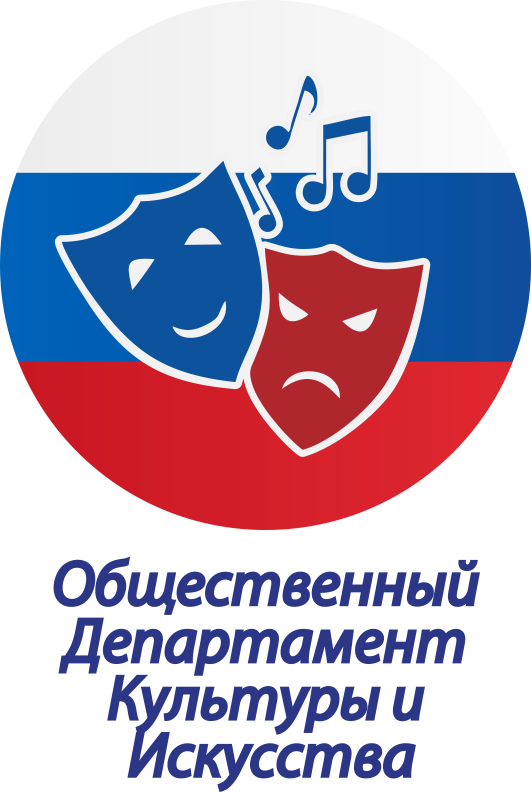 Общественный
Департамент
Культуры и
Искусства